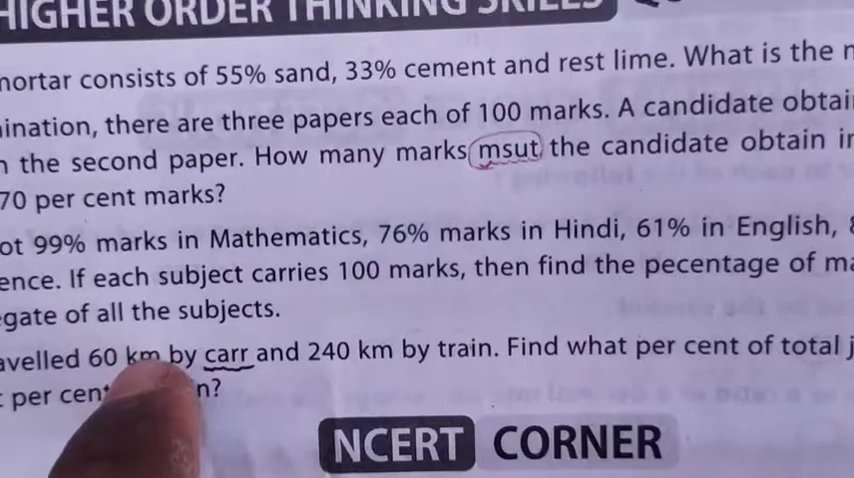 HIGHER ORDER THINKING SKILLS
mortar consists of 55% sand, 33% cement and rest lime. What is the
ination, there are three papers each of 100 marks. A candidate obtai
the second paper. How many marks msut the candidate obtain in
70 per cent marks?
ot 99% marks in Mathematics, 76% marks in Hindi, 61% in English,
ence. If each subject carries 100 marks, then find the pecentage of ma
gate of all the subjects.
avelled 60 km by carr and 240 km by train. Find what per cent of total j
per cent n?
NCERT CORNER